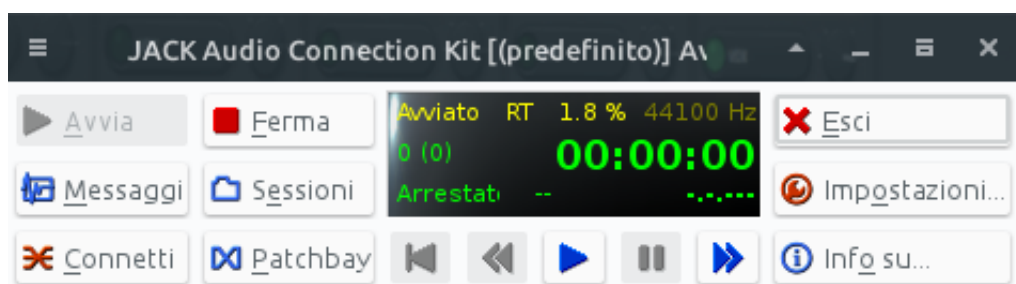 JACK Audio Connection Kit [(predefinito)] Av
Avvia
Ferma
Avviato RT 1.8 % 44100 Hz
Esci
0 (0) 00:00:00
Messaggi
Sessioni
Arrestato -- -.-.---
Impostazioni...
Connetti
Patchbay
Info su...